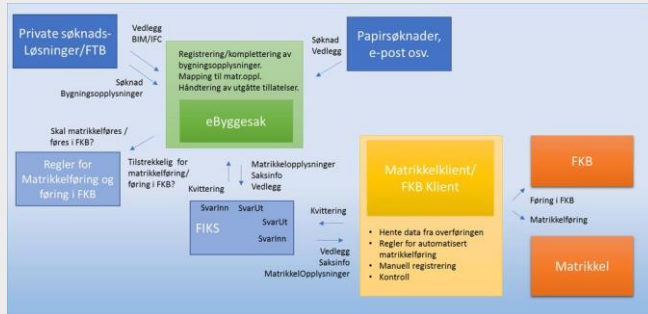 Private søknads-
Løsninger/FTB
Vedlegg
BIM/IFC
Søknad
Bygningsopplysninger
Registrering/komplettering av
bygningsopplysninger.
Mapping til matr.oppl.
Håndtering av utgåtte tillatelser.
eByggesak
Søknad
Vedlegg
Papirsøknader,
e-post osv.
Skal matrikkelføres /
føres i FKB?
Tilstrekkelig for
matrikkelføring/
føring i FKB?
Regler for
Matrikkelføring og
føring i FKB
Kvittering
Matrikkelopplysninger
Saksinfo
Vedlegg
SvarInn
SvarUt
SvarUt
FIKS
SvarInn
Kvittering
Vedlegg
Saksinfo
MatrikkelOpplysninger
Matrikkelklient/
FKB Klient
• Hente data fra overføringen
• Regler for automatisert
matrikkelføring
• Manuell registrering
• Kontroll
FKB
Føring i FKB
Matrikkelføring
Matrikkel